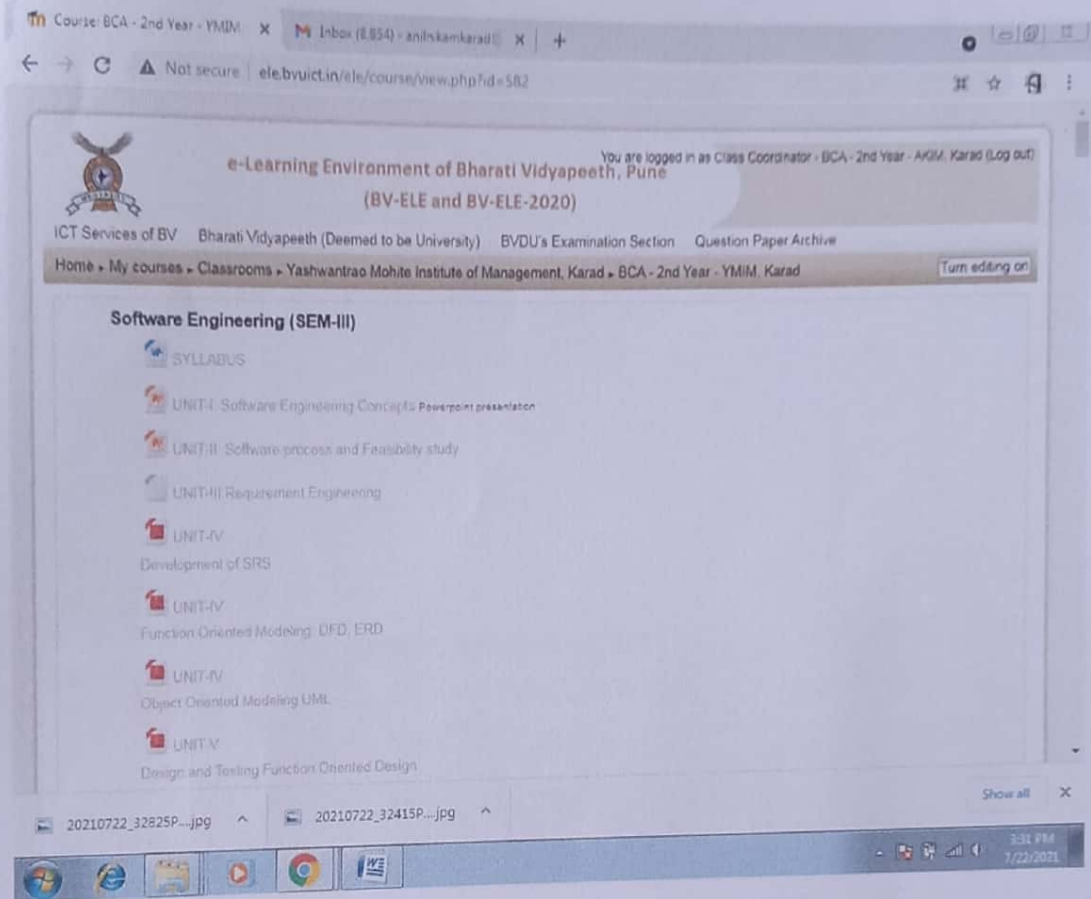 Course: BCA - 2nd Year - YMIM
Inbox (8,854) - anilrskamkarad
Not secure ele.bvuict.in/ele/course/view.php?id=582
You are logged in as Class Coordinator - BCA - 2nd Year - AKIM, Karad (Log out)
e-Learning Environment of Bharati Vidyapeeth, Pune
(BV-ELE and BV-ELE-2020)
ICT Services of BV Bharati Vidyapeeth (Deemed to be University) BVDU's Examination Section Question Paper Archive
Home ▸ My courses ▸ Classrooms ▸ Yashwantrao Mohite Institute of Management, Karad ▸ BCA - 2nd Year - YMIM, Karad
Turn editing on
Software Engineering (SEM-III)
SYLLABUS
UNIT-I: Software Engineering Concepts Powerpoint presentation
UNIT-II: Software process and Feasibility study
UNIT-III Requirement Engineering
UNIT-IV
Development of SRS
UNIT-IV
Function Oriented Modeling: DFD, ERD
UNIT-IV
Object Oriented Modeling UML
UNIT-V
Design and Testing Function Oriented Design
Show all
20210722_32825P....jpg
20210722_32415P....jpg
3:31 PM
7/22/2021